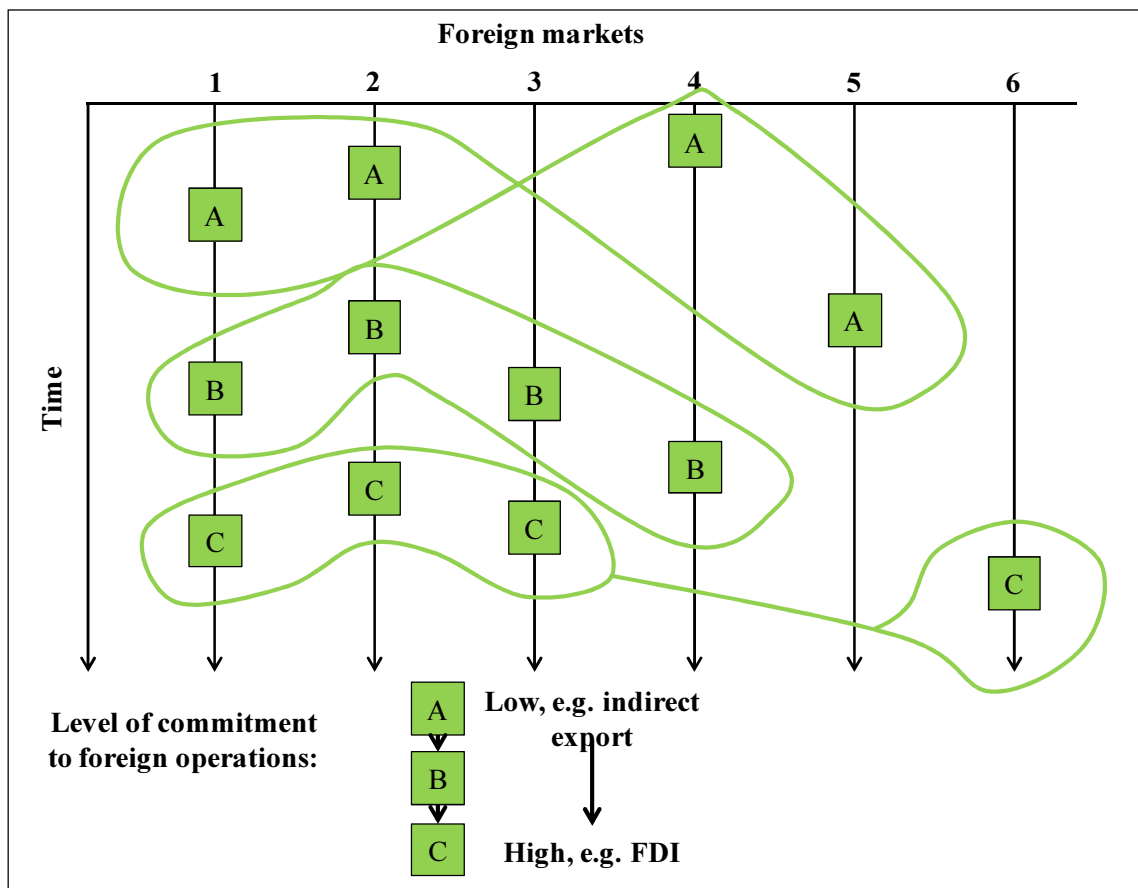 Foreign markets
1 2 3 4 5 6
A
A
A
A
B
B
B
B
C
C
C
C
Time
Level of commitment
to foreign operations:
A
B
C
Low, e.g. indirect
export
High, e.g. FDI